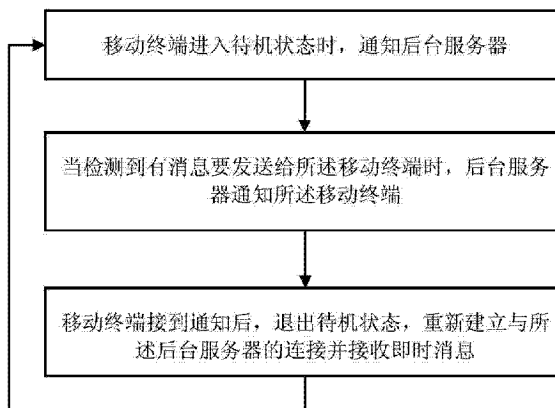 移动终端进入待机状态时，通知后台服务器
当检测到有消息要发送给所述移动终端时，后台服务
器通知所述移动终端
移动终端接到通知后，退出待机状态，重新建立与所
述后台服务器的连接并接收即时消息